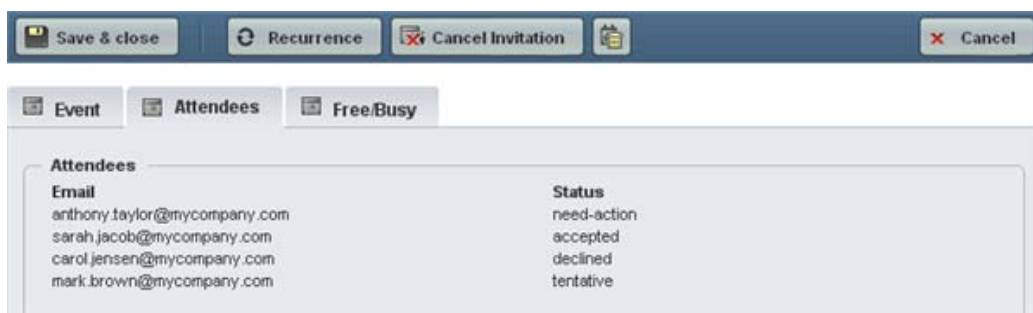 Save & close Recurrence Cancel Invitation Cancel
Event Attendees Free/Busy
Attendees
Email Status
anthony.taylor@mycompany.com need-action
sarah.jacob@mycompany.com accepted
carol.jensen@mycompany.com declined
mark.brown@mycompany.com tentative